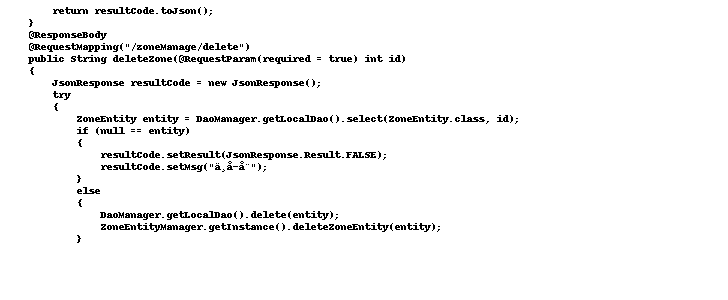 return resultCode.toJson();
}
@ResponseBody
@RequestMapping("/zoneManage/delete")
public String deleteZone(@RequestParam(required = true) int id)
{
JsonResponse resultCode = new JsonResponse();
try
{
ZoneEntity entity = DaoManager.getLocalDao().select(ZoneEntity.class, id);
if (null == entity)
{
resultCode.setResult(JsonResponse.Result.FALSE);
resultCode.setMsg("ä¸å­å¨");
}
else
{
DaoManager.getLocalDao().delete(entity);
ZoneEntityManager.getInstance().deleteZoneEntity(entity);
}